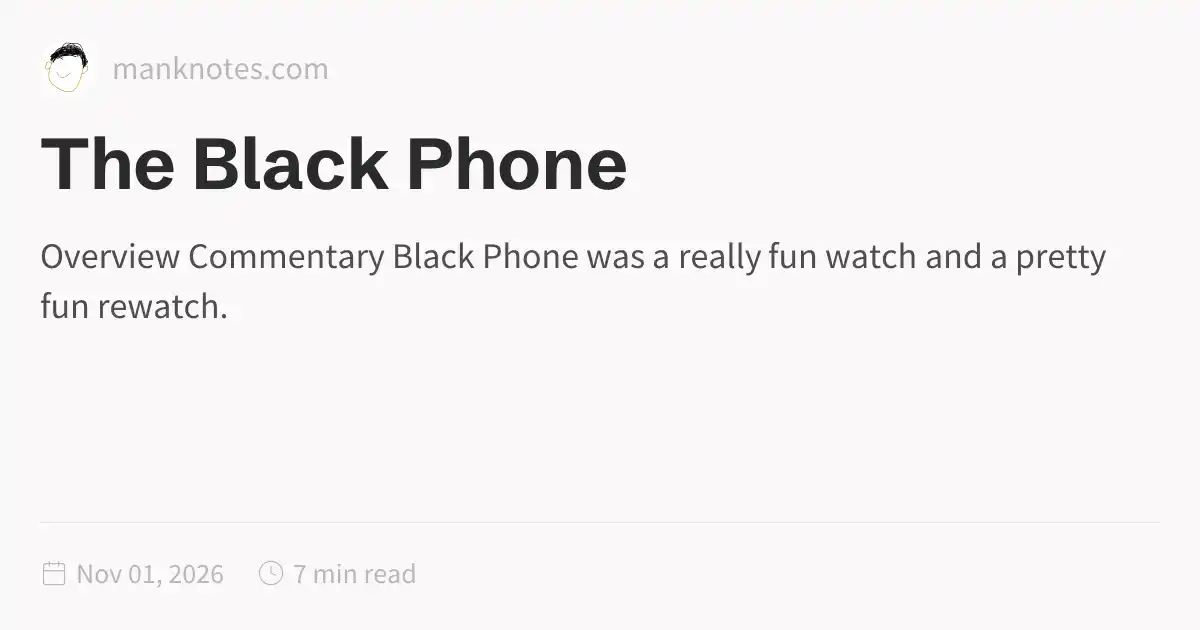 manknotes.com
The Black Phone
Overview Commentary Black Phone was a really fun watch and a pretty
fun rewatch.
Nov 01, 2026 7 min read